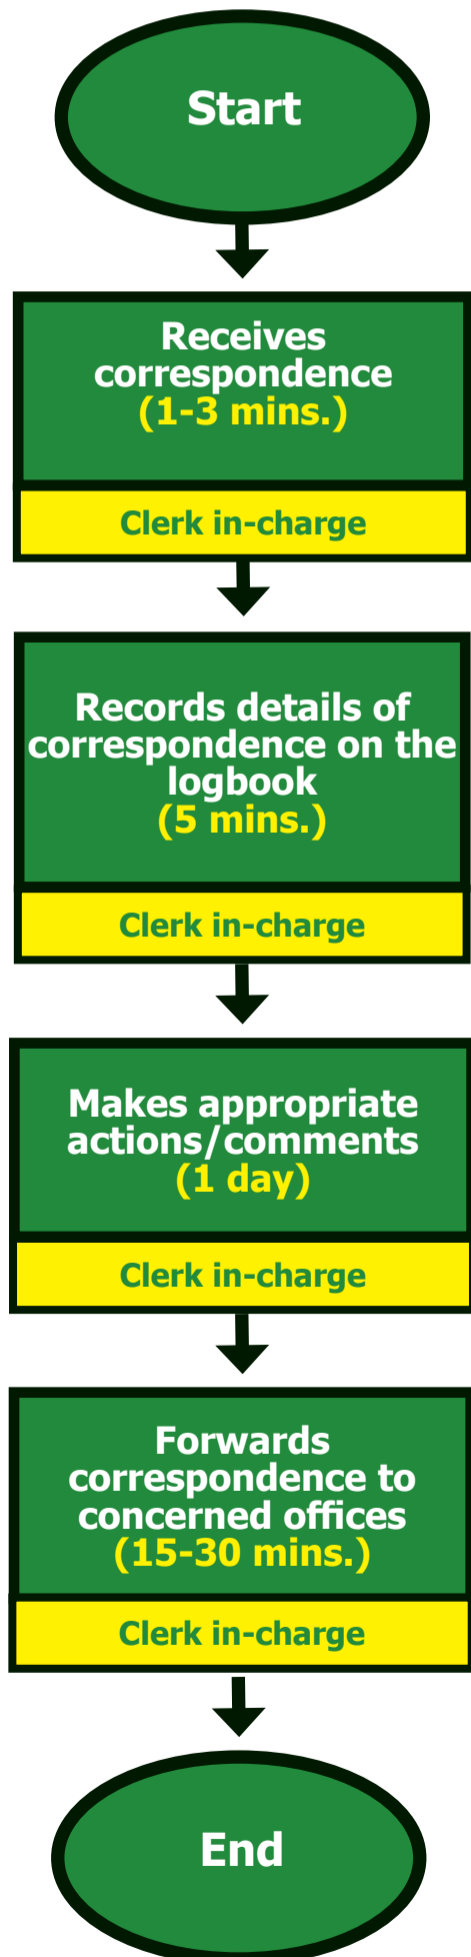 Start
Receives
correspondence
(1-3 mins.)
Clerk in-charge
Records details of
correspondence on the
logbook
(5 mins.)
Clerk in-charge
Makes appropriate
actions/comments
(1 day)
Clerk in-charge
Forwards
correspondence to
concerned offices
(15-30 mins.)
Clerk in-charge
End